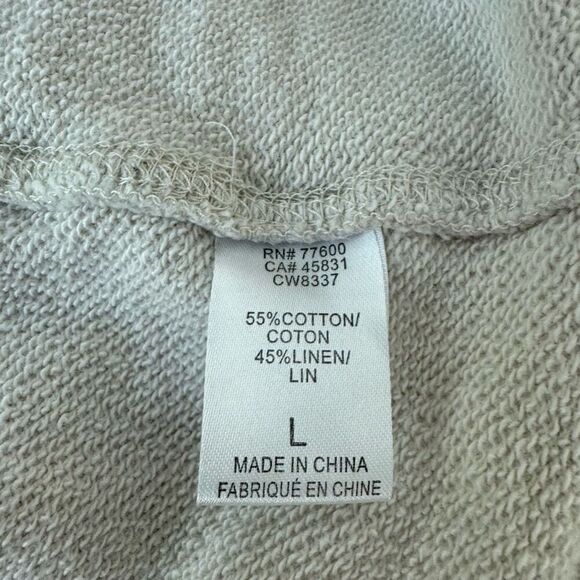 RN# 77600
CA# 45831
CW8337
55%COTTON/
COTON
45%LINEN/
LIN
L
MADE IN CHINA
FABRIQUÉ EN CHINE